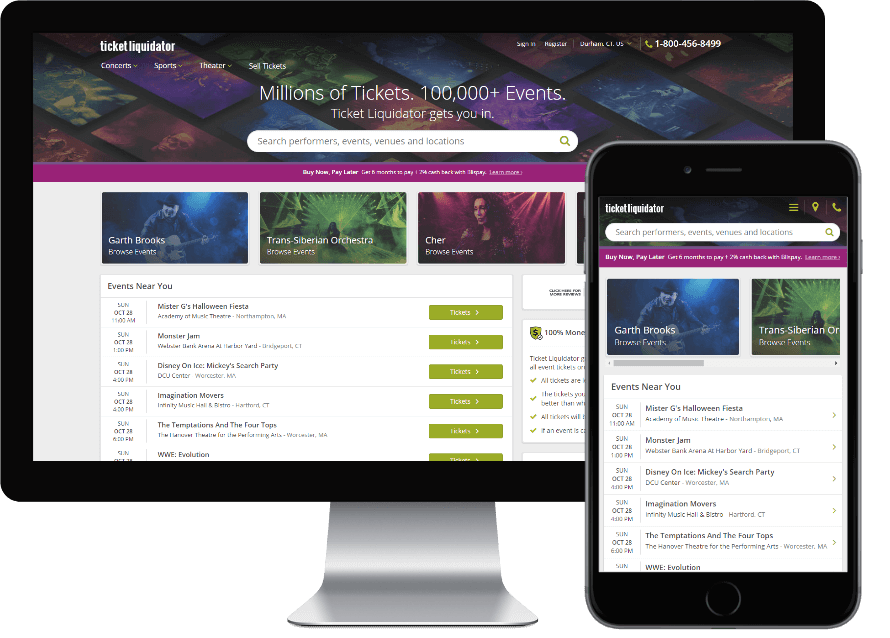 ticket liquidator
Sign In Register Durham, CT, US 1-800-456-8499
Concerts Sports Theater Sell Tickets
Millions of Tickets. 100,000+ Events.
Ticket Liquidator gets you in.
Search performers, events, venues and locations
Buy Now, Pay Later Get 6 months to pay + 2% cash back with Blispay. Learn more ›
Garth Brooks
Browse Events
Trans-Siberian Orchestra
Browse Events
Cher
Browse Events
Events Near You
SUN
OCT 28
11:00 AM
Mister G's Halloween Fiesta
Academy of Music Theatre - Northampton, MA
Tickets
SUN
OCT 28
1:00 PM
Monster Jam
Webster Bank Arena At Harbor Yard - Bridgeport, CT
Tickets
SUN
OCT 28
4:00 PM
Disney On Ice: Mickey's Search Party
DCU Center - Worcester, MA
Tickets
SUN
OCT 28
4:00 PM
Imagination Movers
Infinity Music Hall & Bistro - Hartford, CT
Tickets
SUN
OCT 28
6:00 PM
The Temptations And The Four Tops
The Hanover Theatre for the Performing Arts - Worcester, MA
Tickets
SUN
WWE: Evolution
Tickets
CLICK HERE FOR
MORE REVIEWS
100% Mone
Ticket Liquidator g
all event tickets on
All tickets are
The tickets you
better than wh
All tickets will
If an event is ca
ticket liquidator
Search performers, events, venues and locations
Buy Now, Pay Later Get 6 months to pay + 2% cash back with Blispay. Learn more ›
Garth Brooks
Browse Events
Trans-Siberian Or
Browse Events
Events Near You
SUN
OCT 28
11:00 AM
Mister G's Halloween Fiesta
Academy of Music Theatre - Northampton, MA
SUN
OCT 28
1:00 PM
Monster Jam
Webster Bank Arena At Harbor Yard - Bridgeport, CT
SUN
OCT 28
4:00 PM
Disney On Ice: Mickey's Search Party
DCU Center - Worcester, MA
SUN
OCT 28
4:00 PM
Imagination Movers
Infinity Music Hall & Bistro - Hartford, CT
SUN
OCT 28
6:00 PM
The Temptations And The Four Tops
The Hanover Theatre for the Performing Arts - Worcester, MA
SUN
WWE: Evolution